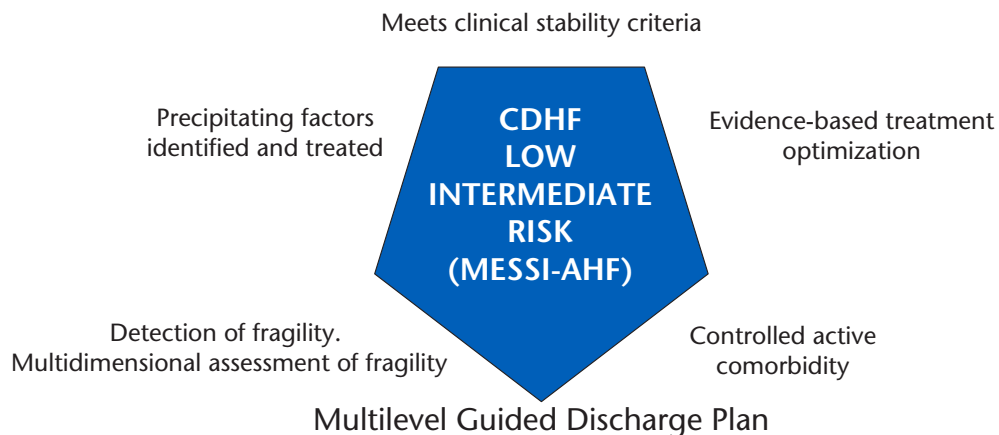 Meets clinical stability criteria
Precipitating factors
identified and treated
CDHF
LOW
INTERMEDIATE
RISK
(MESSI-AHF)
Evidence-based treatment
optimization
Detection of fragility.
Multidimensional assessment of fragility
Controlled active
comorbidity
Multilevel Guided Discharge Plan